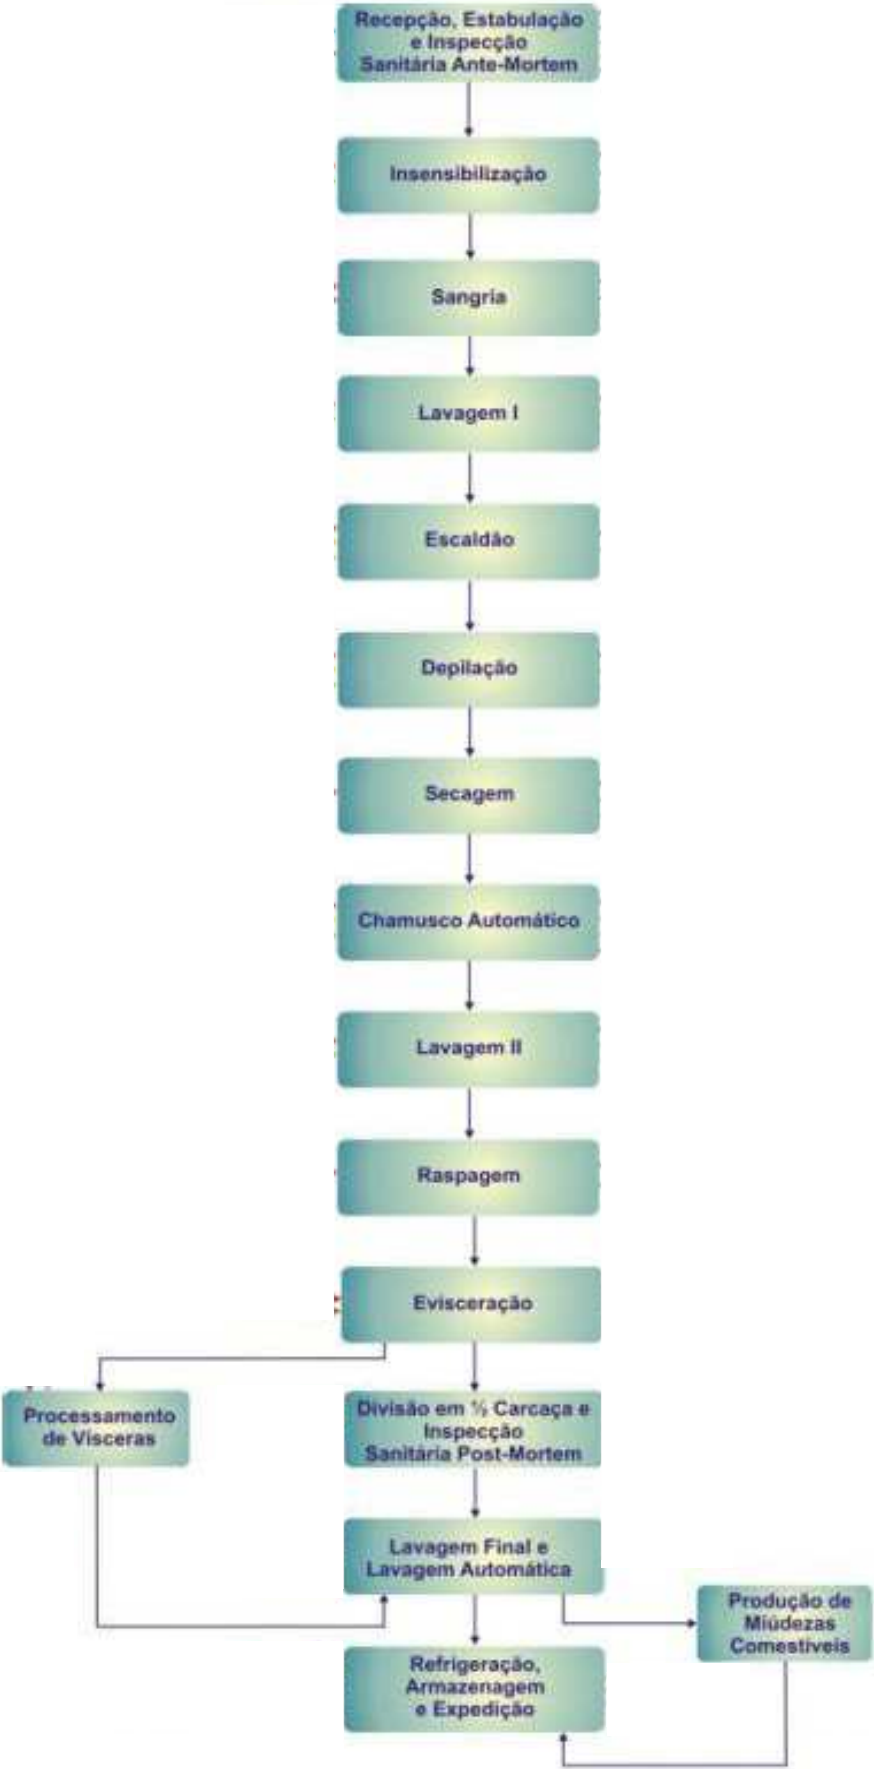 Recepção, Estabulação
e Inspecção
Sanitária Ante-Mortem
Insensibilização
Sangria
Lavagem I
Escaldão
Depilação
Secagem
Chamusco Automático
Lavagem II
Raspagem
Evisceração
Processamento
de Visceras
Divisão em ½ Carcaça e
Inspecção
Sanitária Post-Mortem
Lavagem Final e
Lavagem Automática
Produção de
Miúdezas
Comestíveis
Refrigeração,
Armazenagem
e Expedição